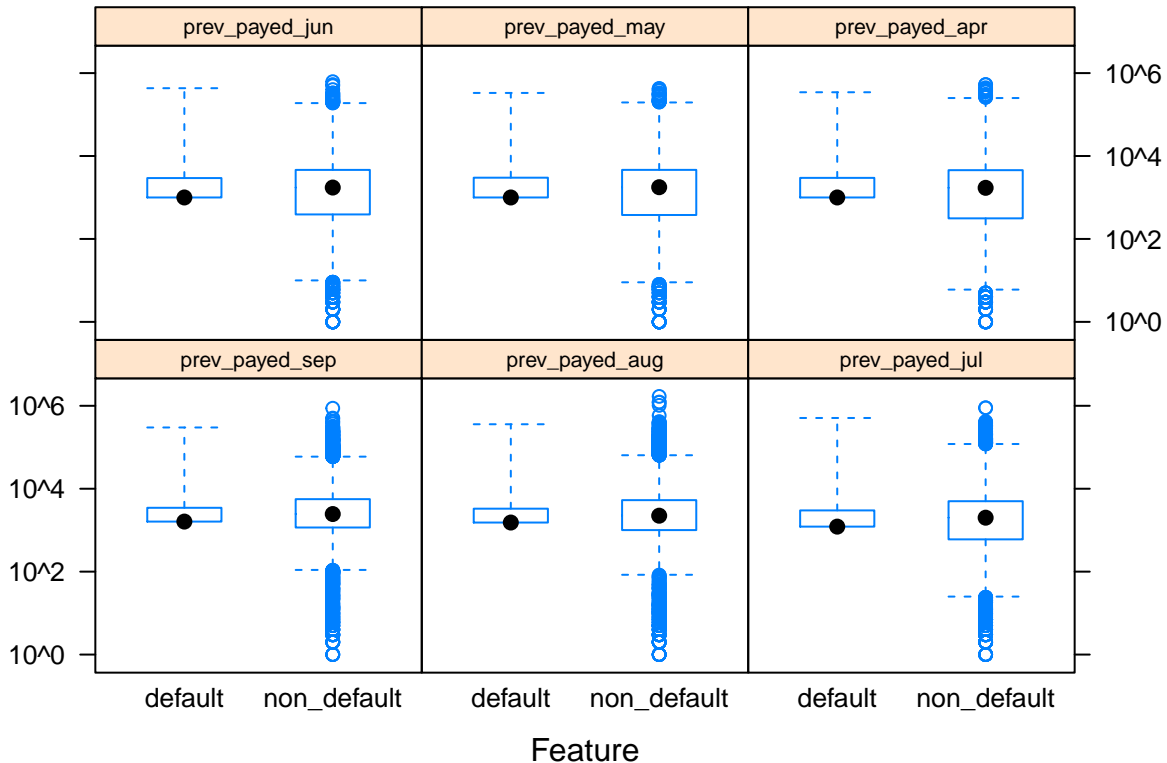 prev_payed_jun prev_payed_may prev_payed_apr
10^6
10^4
10^2
10^0
prev_payed_sep prev_payed_aug prev_payed_jul
10^6
10^4
10^2
10^0
default non_default default non_default default non_default
Feature